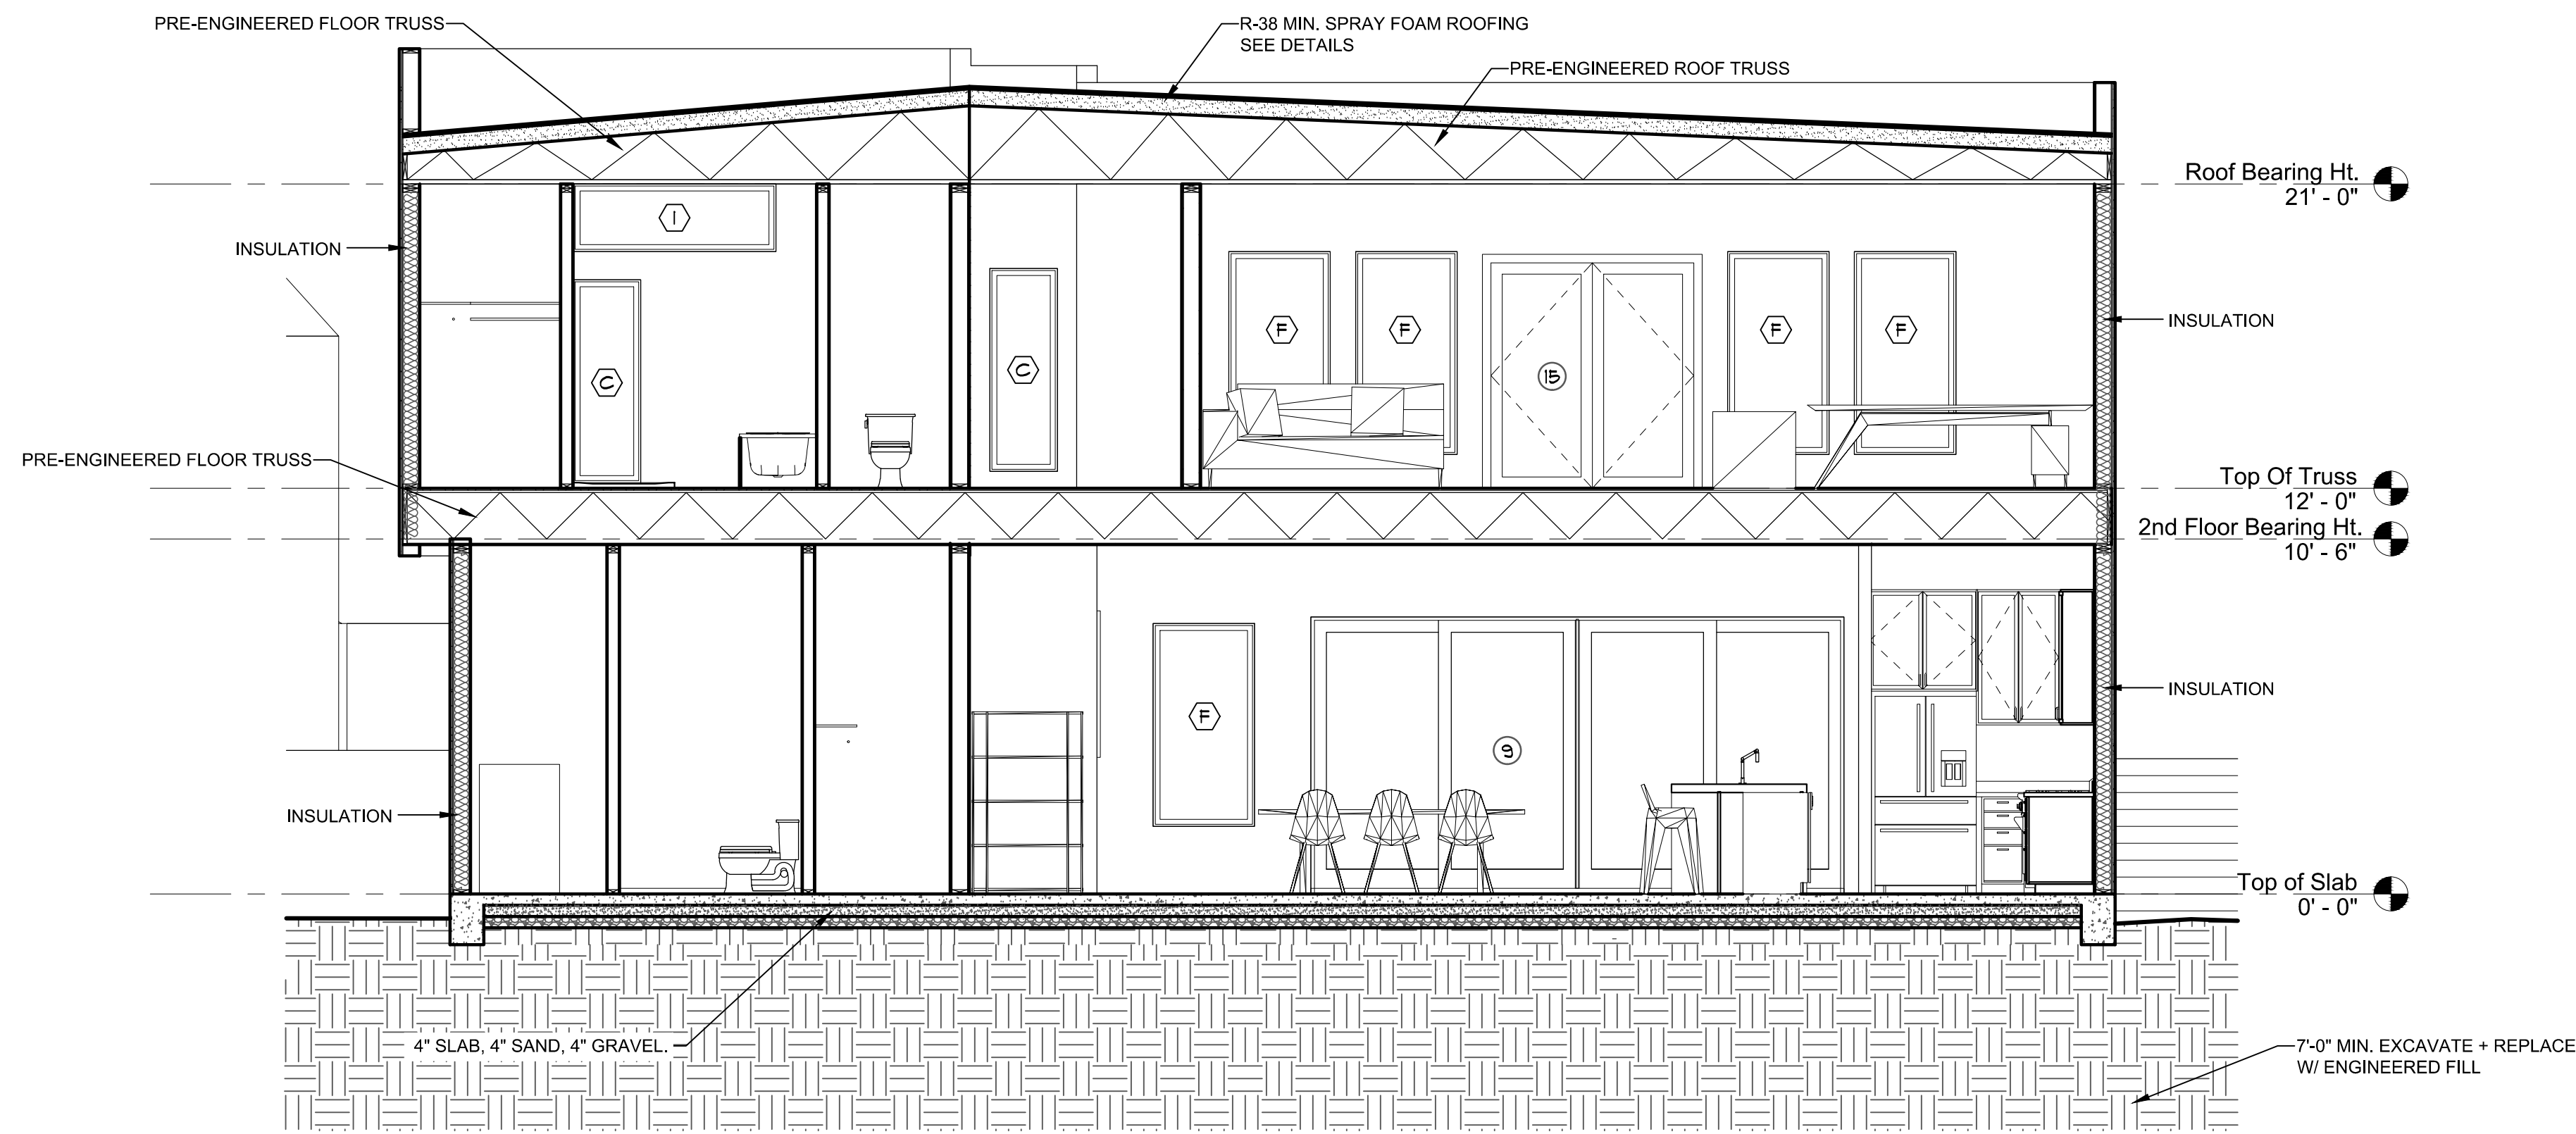 PRE-ENGINEERED FLOOR TRUSS
R-38 MIN. SPRAY FOAM ROOFING
SEE DETAILS
PRE-ENGINEERED ROOF TRUSS
Roof Bearing Ht.
21' - 0"
I
INSULATION
INSULATION
F
F
F
F
C
C
15
PRE-ENGINEERED FLOOR TRUSS
Top Of Truss
12' - 0"
2nd Floor Bearing Ht.
10' - 6"
INSULATION
F
9
INSULATION
Top of Slab
0' - 0"
4" SLAB, 4" SAND, 4" GRAVEL.
7'-0" MIN. EXCAVATE + REPLACE
W/ ENGINEERED FILL